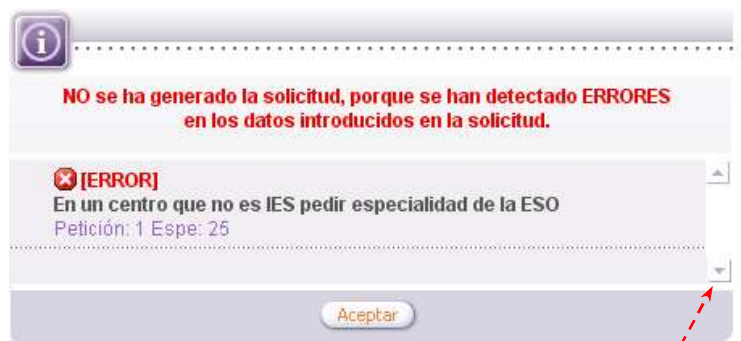 NO se ha generado la solicitud, porque se han detectado ERRORES
en los datos introducidos en la solicitud.
[ERROR]
En un centro que no es IES pedir especialidad de la ESO
Petición: 1 Espe: 25
Aceptar